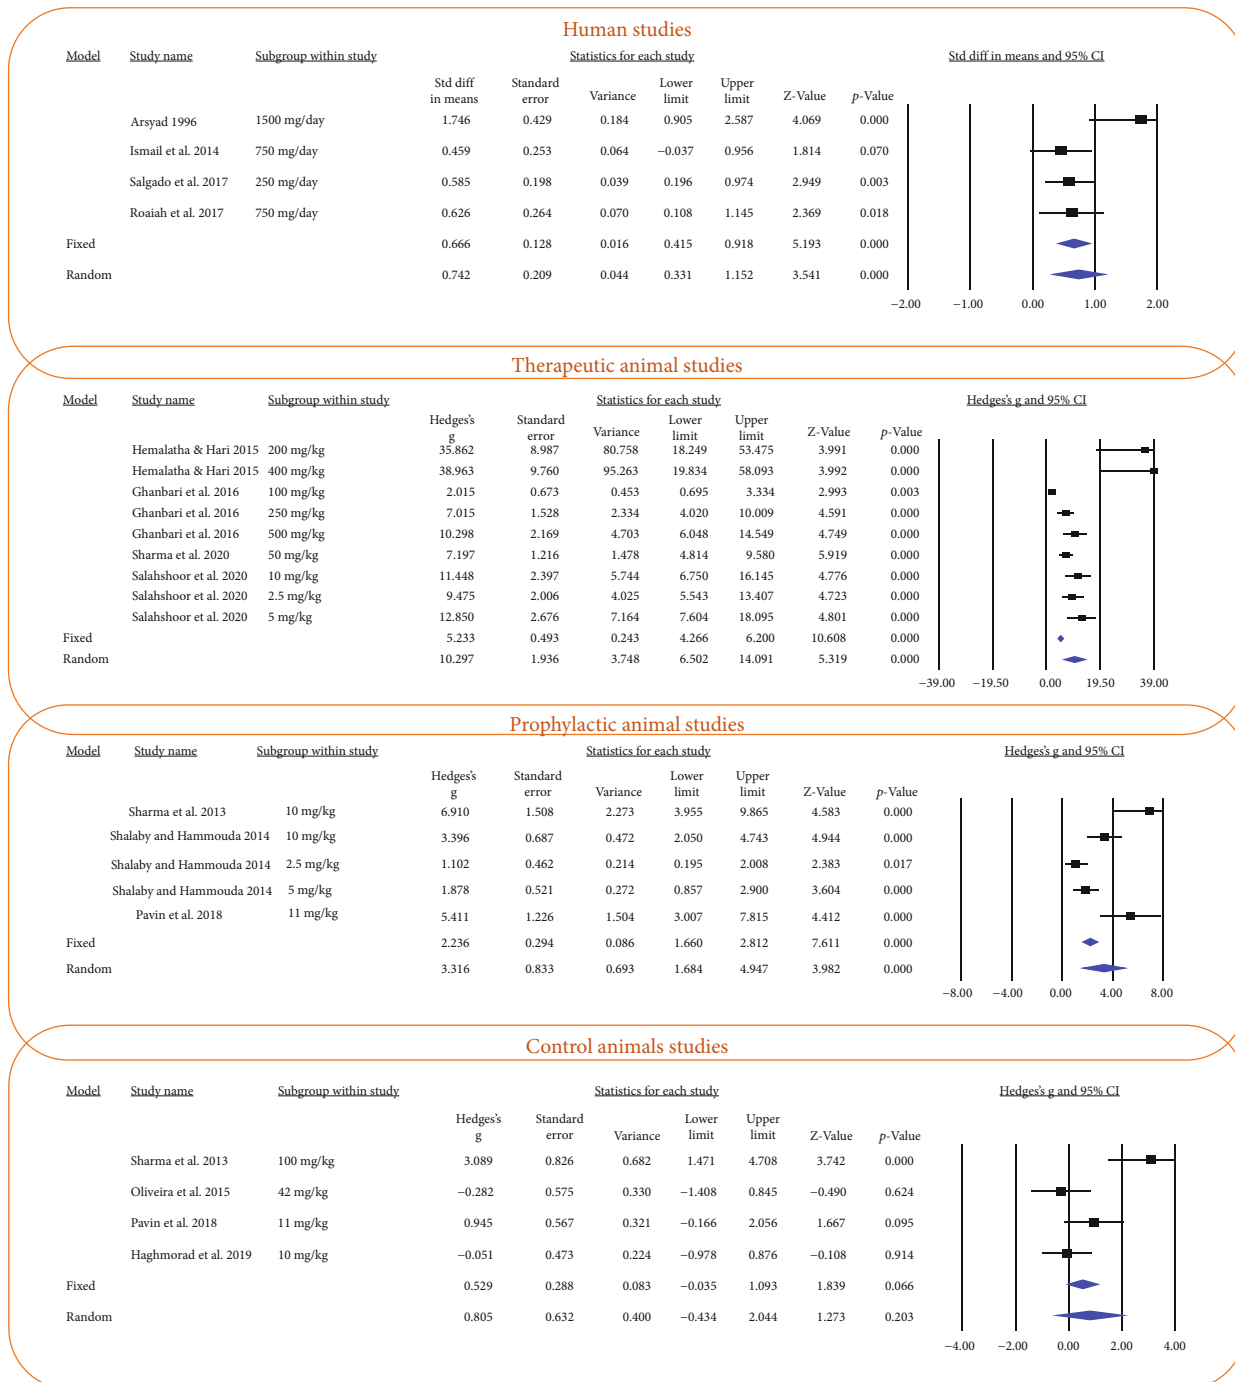 Human studies
Model Study name Subgroup within study Statistics for each study Std diff in means and 95% CI
Std diff in means Standard error Variance Lower limit Upper limit Z-Value p-Value
Arsyad 1996 1500 mg/day 1.746 0.429 0.184 0.905 2.587 4.069 0.000
Ismail et al. 2014 750 mg/day 0.459 0.253 0.064 −0.037 0.956 1.814 0.070
Salgado et al. 2017 250 mg/day 0.585 0.198 0.039 0.196 0.974 2.949 0.003
Roaiah et al. 2017 750 mg/day 0.626 0.264 0.070 0.108 1.145 2.369 0.018
Fixed 0.666 0.128 0.016 0.415 0.918 5.193 0.000
Random 0.742 0.209 0.044 0.331 1.152 3.541 0.000
−2.00 −1.00 0.00 1.00 2.00
Therapeutic animal studies
Model Study name Subgroup within study Statistics for each study Hedges's g and 95% CI
Hedges's g Standard error Variance Lower limit Upper limit Z-Value p-Value
Hemalatha & Hari 2015 200 mg/kg 35.862 8.987 80.758 18.249 53.475 3.991 0.000
Hemalatha & Hari 2015 400 mg/kg 38.963 9.760 95.263 19.834 58.093 3.992 0.000
Ghanbari et al. 2016 100 mg/kg 2.015 0.673 0.453 0.695 3.334 2.993 0.003
Ghanbari et al. 2016 250 mg/kg 7.015 1.528 2.334 4.020 10.009 4.591 0.000
Ghanbari et al. 2016 500 mg/kg 10.298 2.169 4.703 6.048 14.549 4.749 0.000
Sharma et al. 2020 50 mg/kg 7.197 1.216 1.478 4.814 9.580 5.919 0.000
Salahshoor et al. 2020 10 mg/kg 11.448 2.397 5.744 6.750 16.145 4.776 0.000
Salahshoor et al. 2020 2.5 mg/kg 9.475 2.006 4.025 5.543 13.407 4.723 0.000
Salahshoor et al. 2020 5 mg/kg 12.850 2.676 7.164 7.604 18.095 4.801 0.000
Fixed 5.233 0.493 0.243 4.266 6.200 10.608 0.000
Random 10.297 1.936 3.748 6.502 14.091 5.319 0.000
−39.00 −19.50 0.00 19.50 39.00
Prophylactic animal studies
Model Study name Subgroup within study Statistics for each study Hedges's g and 95% CI
Hedges's g Standard error Variance Lower limit Upper limit Z-Value p-Value
Sharma et al. 2013 10 mg/kg 6.910 1.508 2.273 3.955 9.865 4.583 0.000
Shalaby and Hammouda 2014 10 mg/kg 3.396 0.687 0.472 2.050 4.743 4.944 0.000
Shalaby and Hammouda 2014 2.5 mg/kg 1.102 0.462 0.214 0.195 2.008 2.383 0.017
Shalaby and Hammouda 2014 5 mg/kg 1.878 0.521 0.272 0.857 2.900 3.604 0.000
Pavin et al. 2018 11 mg/kg 5.411 1.226 1.504 3.007 7.815 4.412 0.000
Fixed 2.236 0.294 0.086 1.660 2.812 7.611 0.000
Random 3.316 0.833 0.693 1.684 4.947 3.982 0.000
−8.00 −4.00 0.00 4.00 8.00
Control animals studies
Model Study name Subgroup within study Statistics for each study Hedges's g and 95% CI
Hedges's g Standard error Variance Lower limit Upper limit Z-Value p-Value
Sharma et al. 2013 100 mg/kg 3.089 0.826 0.682 1.471 4.708 3.742 0.000
Oliveira et al. 2015 42 mg/kg −0.282 0.575 0.330 −1.408 0.845 −0.490 0.624
Pavin et al. 2018 11 mg/kg 0.945 0.567 0.321 −0.166 2.056 1.667 0.095
Haghmorad et al. 2019 10 mg/kg −0.051 0.473 0.224 −0.978 0.876 −0.108 0.914
Fixed 0.529 0.288 0.083 −0.035 1.093 1.839 0.066
Random 0.805 0.632 0.400 −0.434 2.044 1.273 0.203
−4.00 −2.00 0.00 2.00 4.00